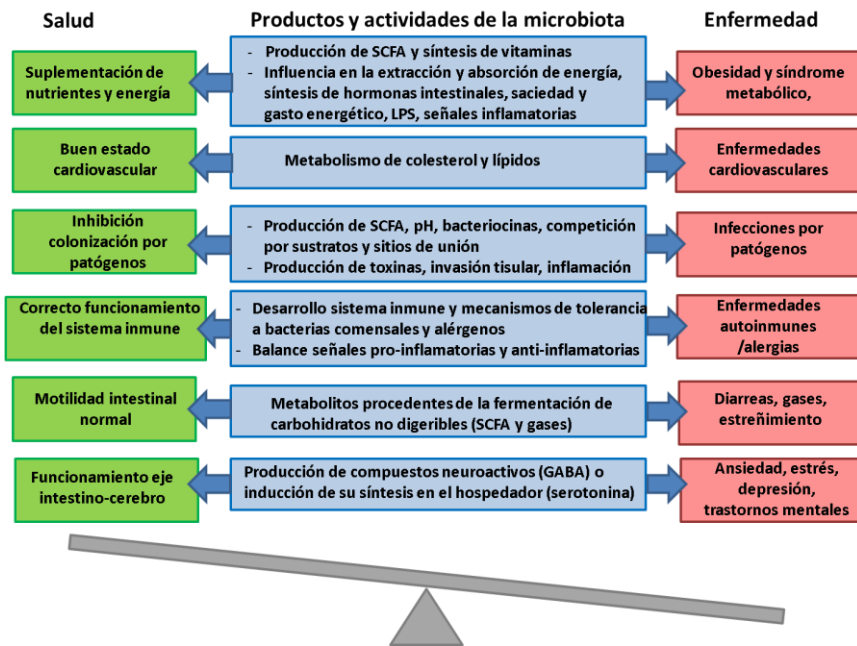 Salud
Productos y actividades de la microbiota
Enfermedad
Suplementación de
nutrientes y energía
- Producción de SCFA y síntesis de vitaminas
- Influencia en la extracción y absorción de energía,
síntesis de hormonas intestinales, saciedad y
gasto energético, LPS, señales inflamatorias
Obesidad y síndrome
metabólico,
Buen estado
cardiovascular
Metabolismo de colesterol y lípidos
Enfermedades
cardiovasculares
Inhibición
colonización por
patógenos
- Producción de SCFA, pH, bacteriocinas, competición
por sustratos y sitios de unión
- Producción de toxinas, invasión tisular, inflamación
Infecciones por
patógenos
Correcto funcionamiento
del sistema inmune
- Desarrollo sistema inmune y mecanismos de tolerancia
a bacterias comensales y alérgenos
- Balance señales pro-inflamatorias y anti-inflamatorias
Enfermedades
autoinmunes
/alergias
Motilidad intestinal
normal
Metabolitos procedentes de la fermentación de
carbohidratos no digeribles (SCFA y gases)
Diarreas, gases,
estreñimiento
Funcionamiento eje
intestino-cerebro
Producción de compuestos neuroactivos (GABA) o
inducción de su síntesis en el hospedador (serotonina)
Ansiedad, estrés,
depresión,
trastornos mentales